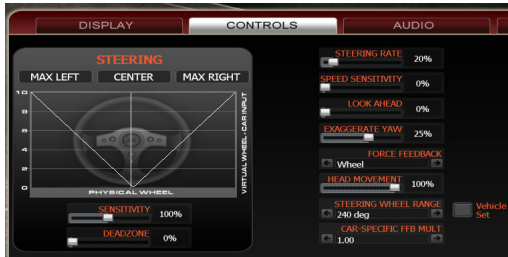 DISPLAY CONTROLS AUDIO
STEERING
MAX LEFT CENTER MAX RIGHT
10
8
6
4
2
0
VIRTUAL WHEEL - CAR INPUT
PHYSICAL WHEEL
SENSITIVITY 100%
DEADZONE 0%
STEERING RATE 20%
SPEED SENSITIVITY 0%
LOOK AHEAD 0%
EXAGGERATE YAW 25%
FORCE FEEDBACK
Wheel
HEAD MOVEMENT 100%
STEERING WHEEL RANGE
240 deg
Vehicle
Set
CAR-SPECIFIC FFB MULT
1.00